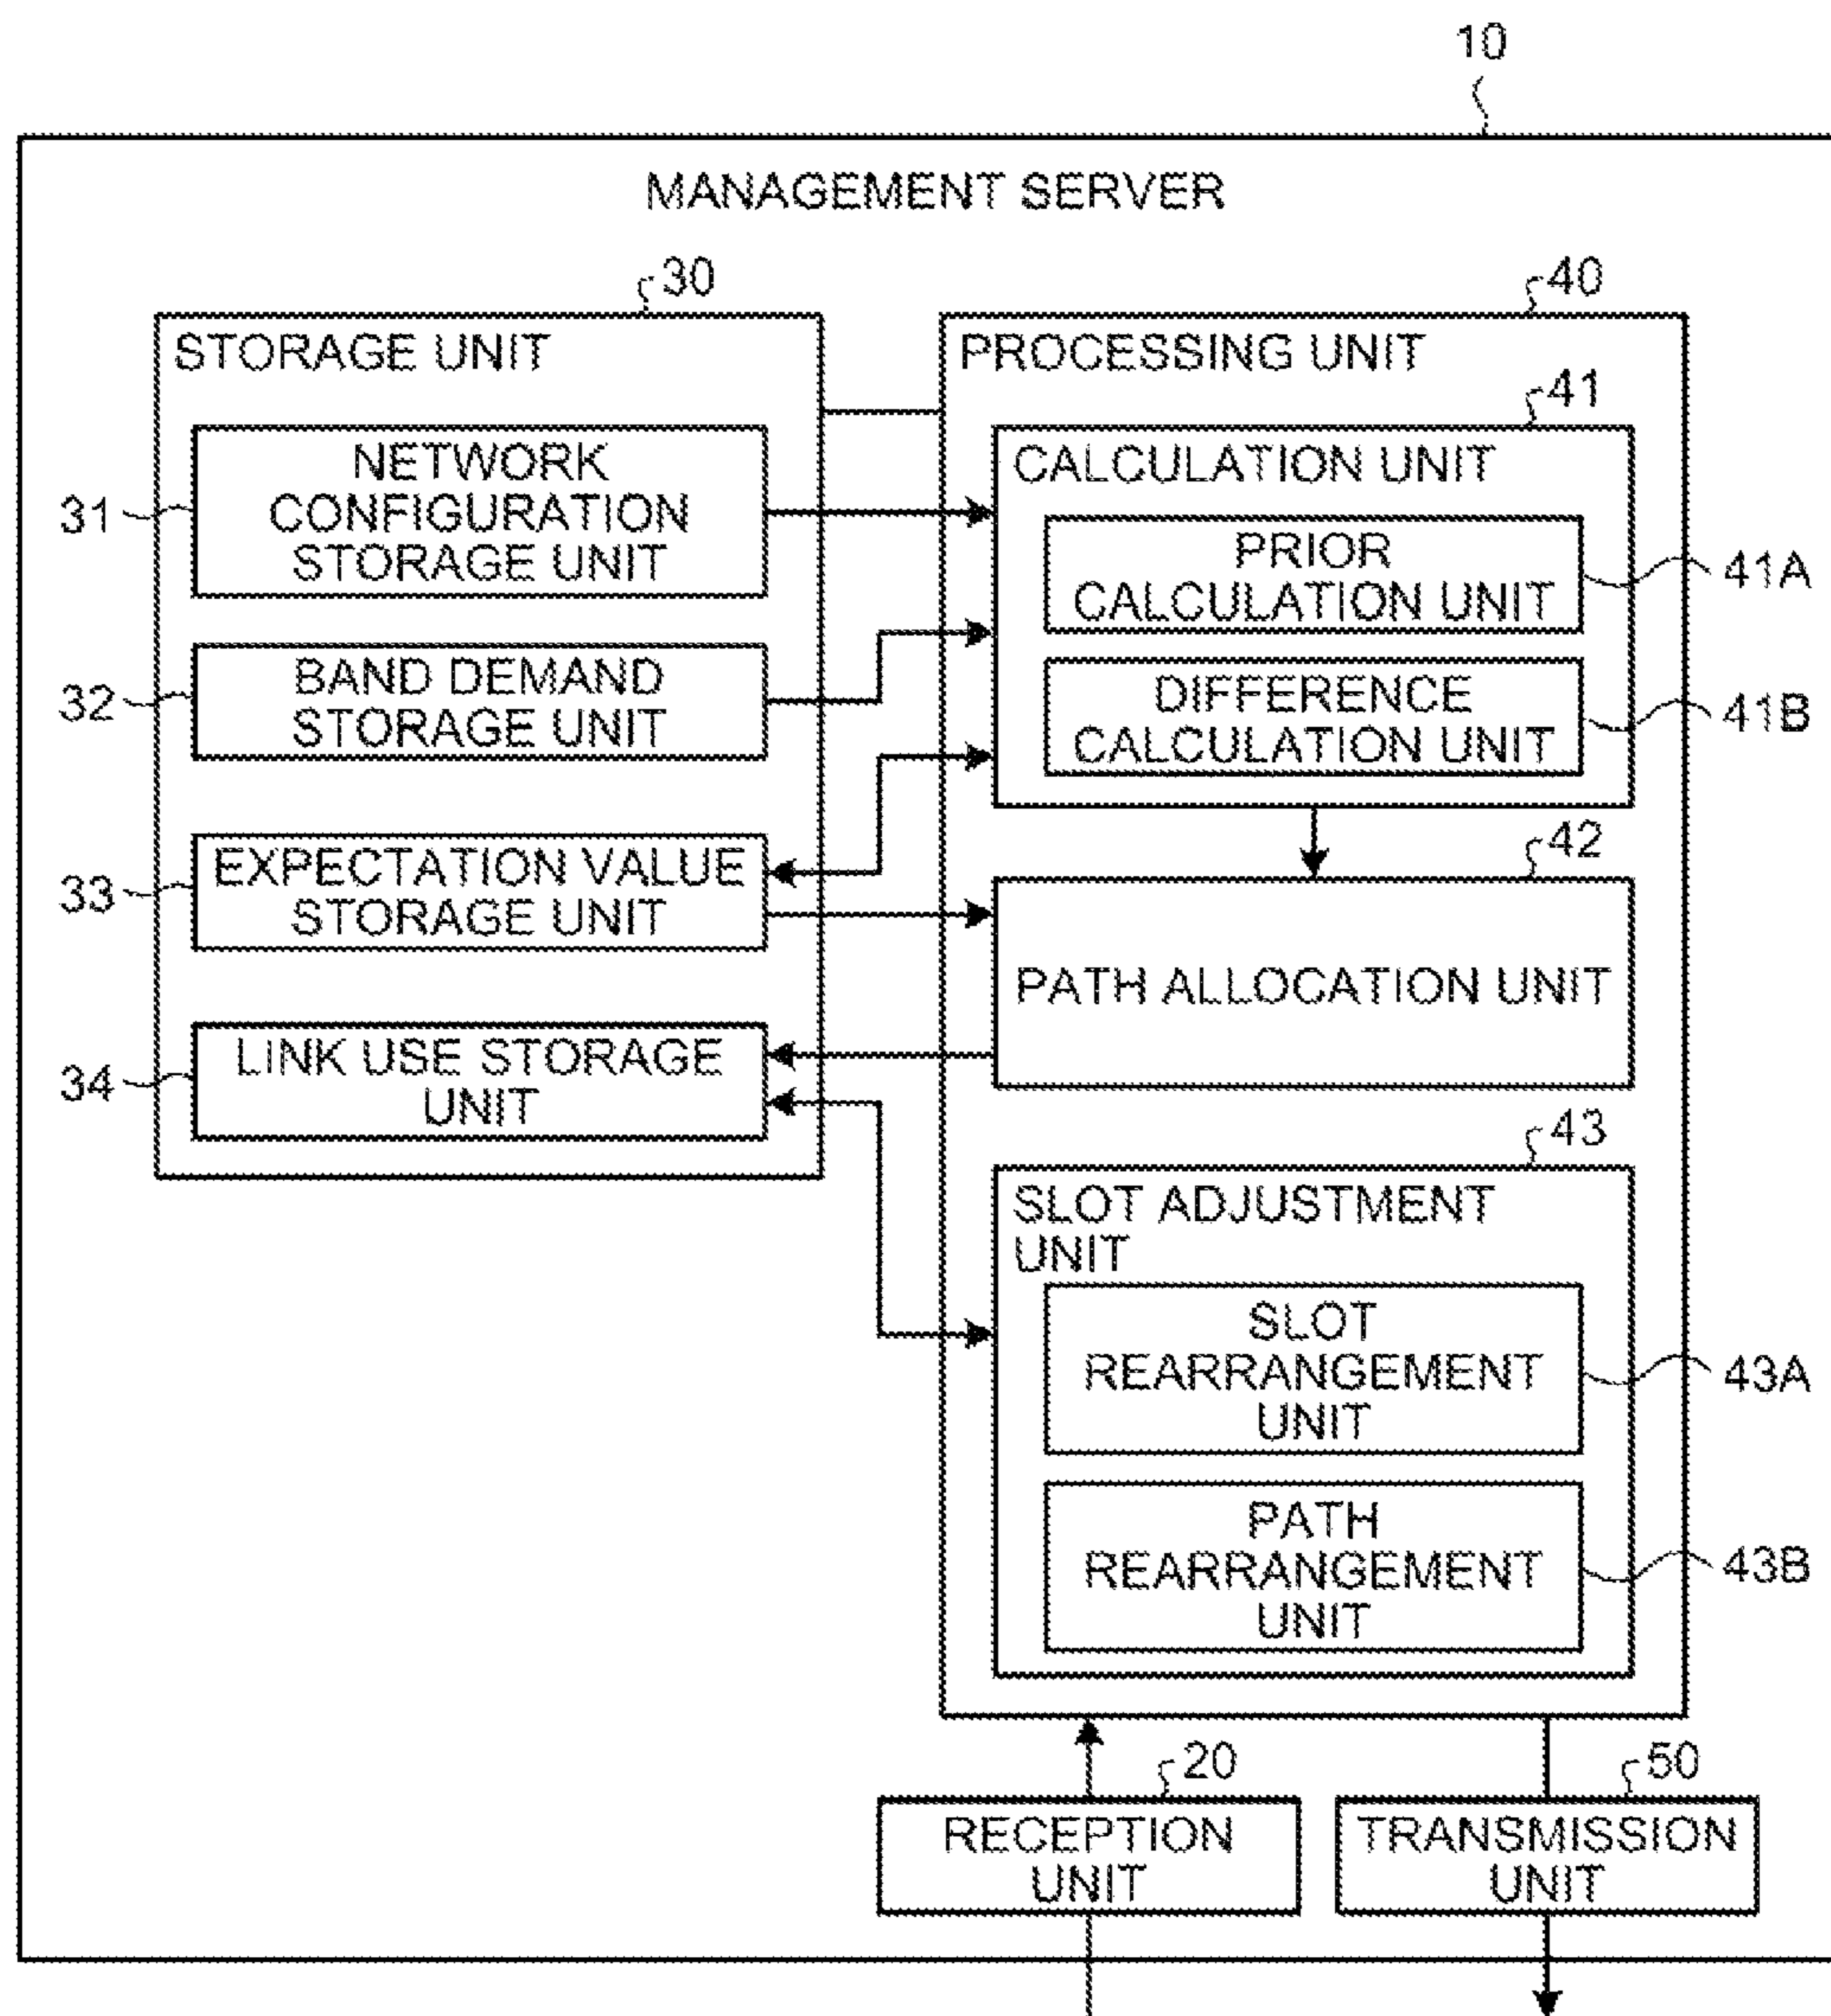 10
MANAGEMENT SERVER
30
STORAGE UNIT
31
NETWORK
CONFIGURATION
STORAGE UNIT
32
BAND DEMAND
STORAGE UNIT
33
EXPECTATION VALUE
STORAGE UNIT
34
LINK USE STORAGE
UNIT
40
PROCESSING UNIT
41
CALCULATION UNIT
PRIOR
CALCULATION UNIT
41A
DIFFERENCE
CALCULATION UNIT
41B
42
PATH ALLOCATION UNIT
43
SLOT ADJUSTMENT
UNIT
SLOT
REARRANGEMENT
UNIT
43A
PATH
REARRANGEMENT
UNIT
43B
20
RECEPTION
UNIT
50
TRANSMISSION
UNIT